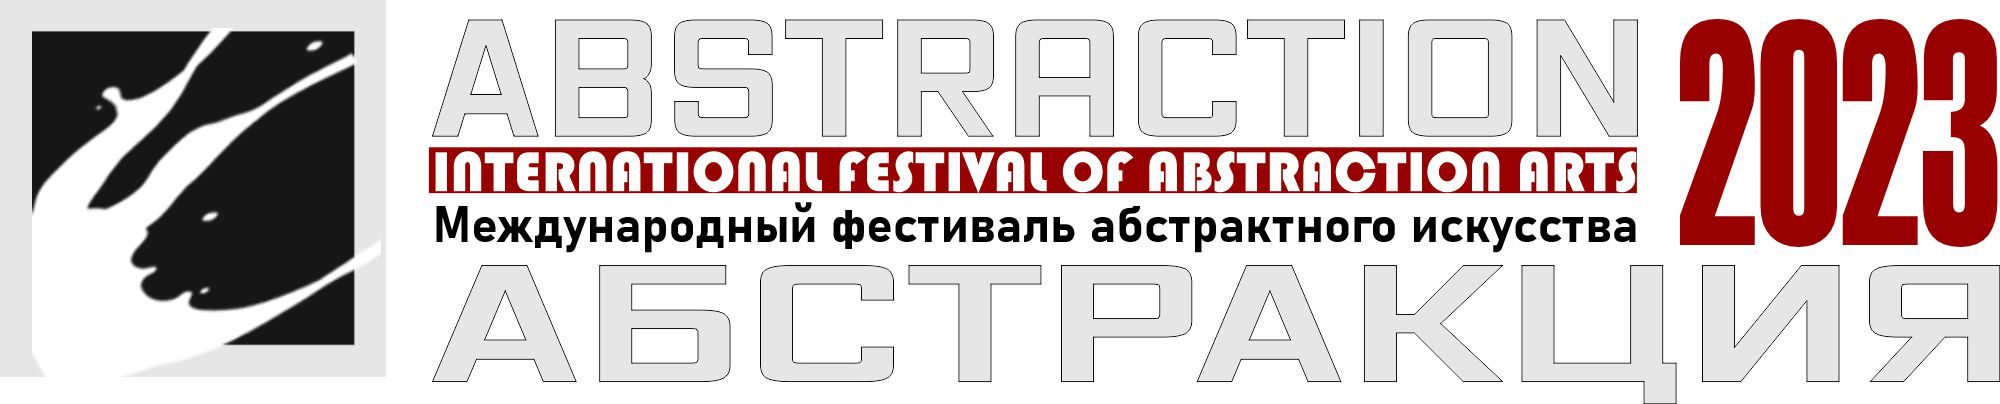 ABSTRACTION 2023
INTERNATIONAL FESTIVAL OF ABSTRACTION ARTS
Международный фестиваль абстрактного искусства
АБСТРАКЦИЯ